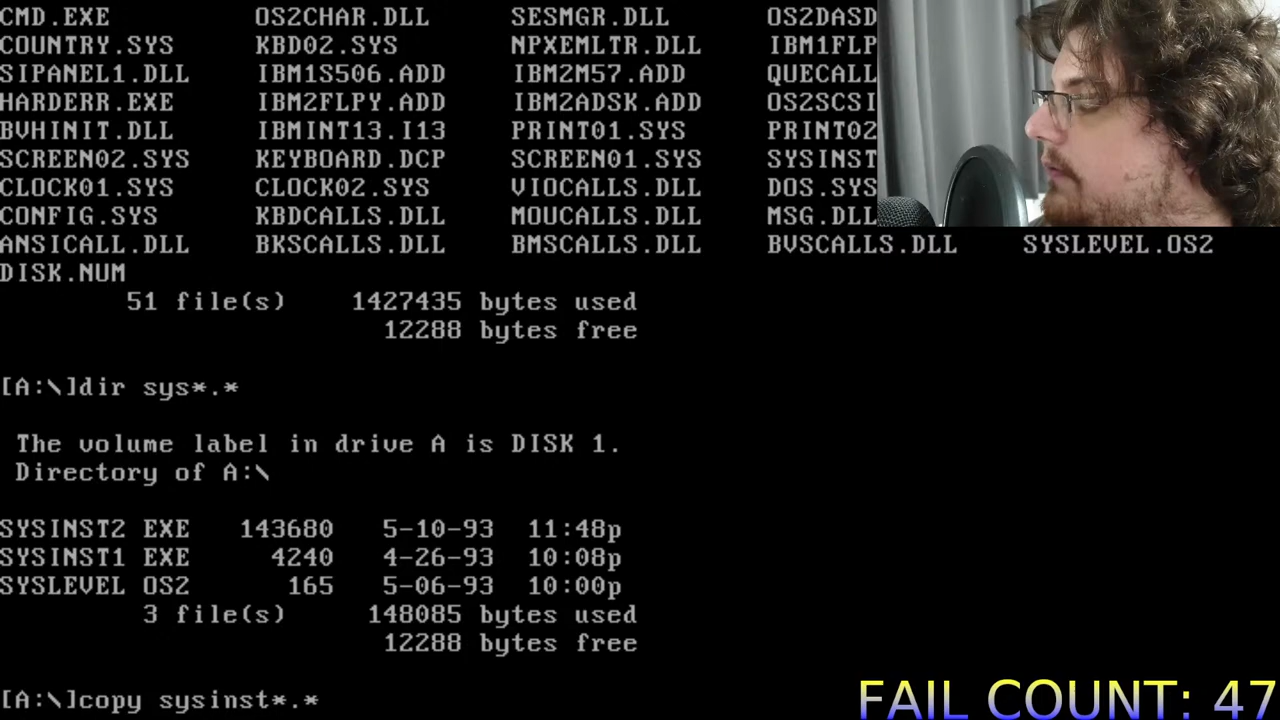 CMD.EXE OS2CHAR.DLL SESMGR.DLL OS2DASD
COUNTRY.SYS KBD02.SYS NPXEMLTR.DLL IBM1FLP
SIPANEL1.DLL IBM1S506.ADD IBM2M57.ADD QUECALL
HARDERR.EXE IBM2FLPY.ADD IBM2ADSK.ADD OS2SCSI
BVHINIT.DLL IBMINT13.I13 PRINT01.SYS PRINT02
SCREEN02.SYS KEYBOARD.DCP SCREEN01.SYS SYSINST
CLOCK01.SYS CLOCK02.SYS VIOCALLS.DLL DOS.SYS
CONFIG.SYS KBDCALLS.DLL MOUCALLS.DLL MSG.DLL
ANSICALL.DLL BKSCALLS.DLL BMSCALLS.DLL BVSCALLS.DLL SYSLEVEL.OS2
DISK.NUM
51 file(s) 1427435 bytes used
12288 bytes free
[A:\]dir sys*.*
The volume label in drive A is DISK 1.
Directory of A:\
SYSINST2 EXE 143680 5-10-93 11:48p
SYSINST1 EXE 4240 4-26-93 10:08p
SYSLEVEL OS2 165 5-06-93 10:00p
3 file(s) 148085 bytes used
12288 bytes free
[A:\]copy sysinst*.*
FAIL COUNT: 47